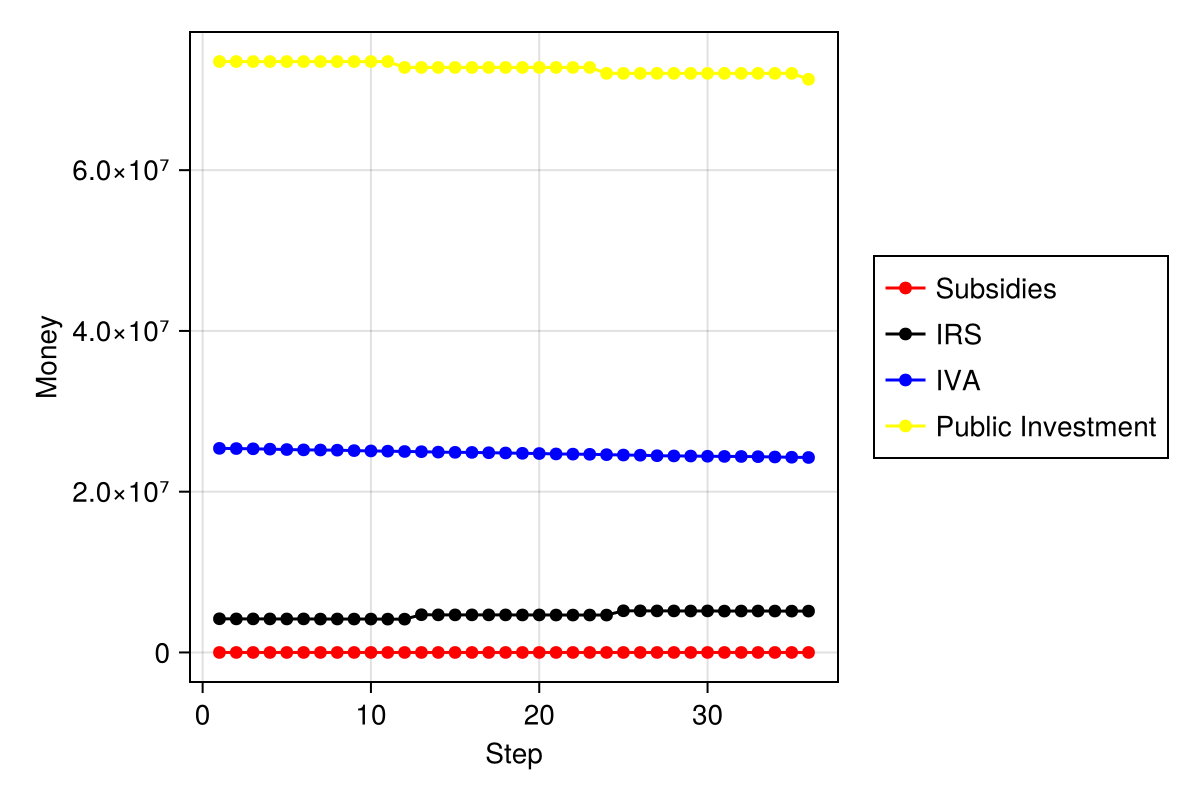 6.0×10⁷
4.0×10⁷
2.0×10⁷
0
Money
0 10 20 30
Step
Subsidies
IRS
IVA
Public Investment